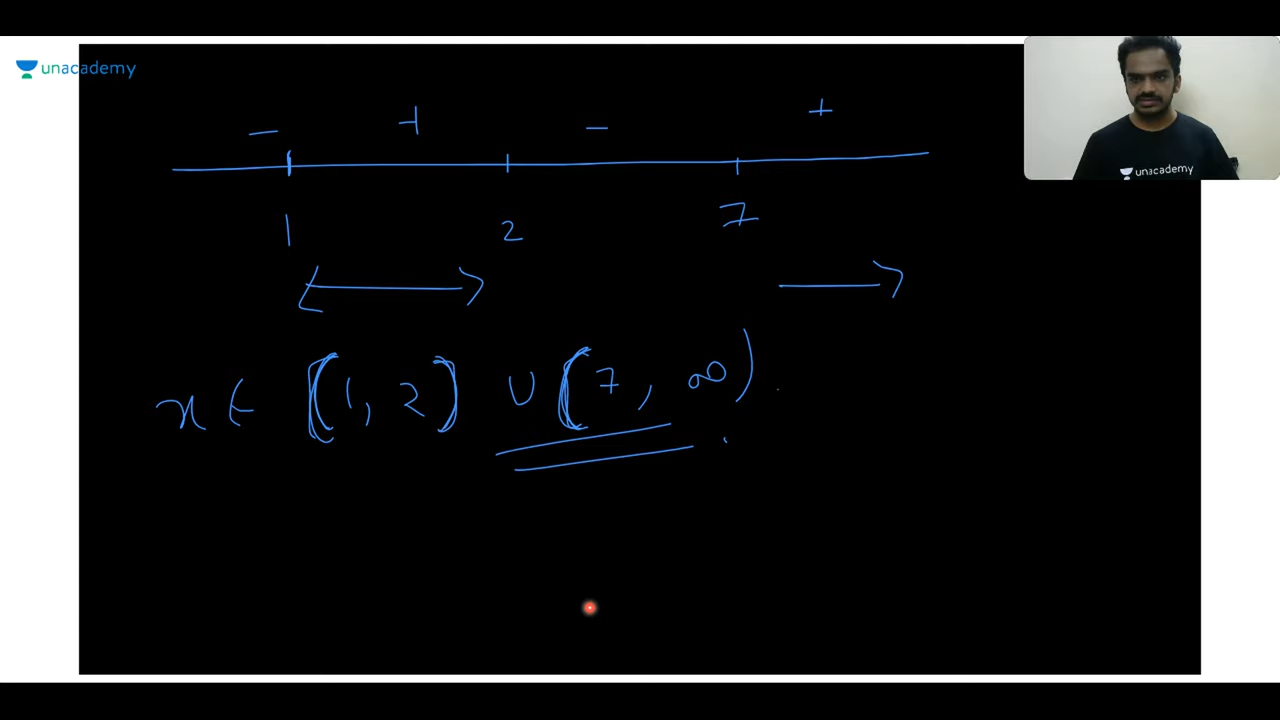 unacademy
− + − +
1 2 7
x ∈ [(1, 2)] ∪ [(7, ∞).
unacademy